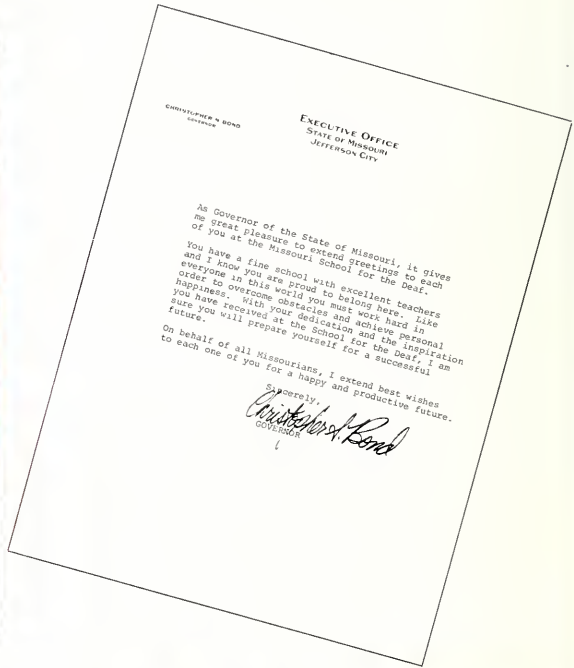 CHRISTOPHER S. BOND
GOVERNOR
EXECUTIVE OFFICE
STATE OF MISSOURI
JEFFERSON CITY
As Governor of the State of Missouri, it gives
me great pleasure to extend greetings to each
of you at the Missouri School for the Deaf.
You have a fine school with excellent teachers
and I know you are proud to belong here. Like
everyone in this world you must work hard in
order to overcome obstacles and achieve personal
happiness. With your dedication and the inspiration
you have received at the School for the Deaf, I am
sure you will prepare yourself for a successful
future.
On behalf of all Missourians, I extend best wishes
to each one of you for a happy and productive future.
Sincerely,
Christopher S. Bond
GOVERNOR